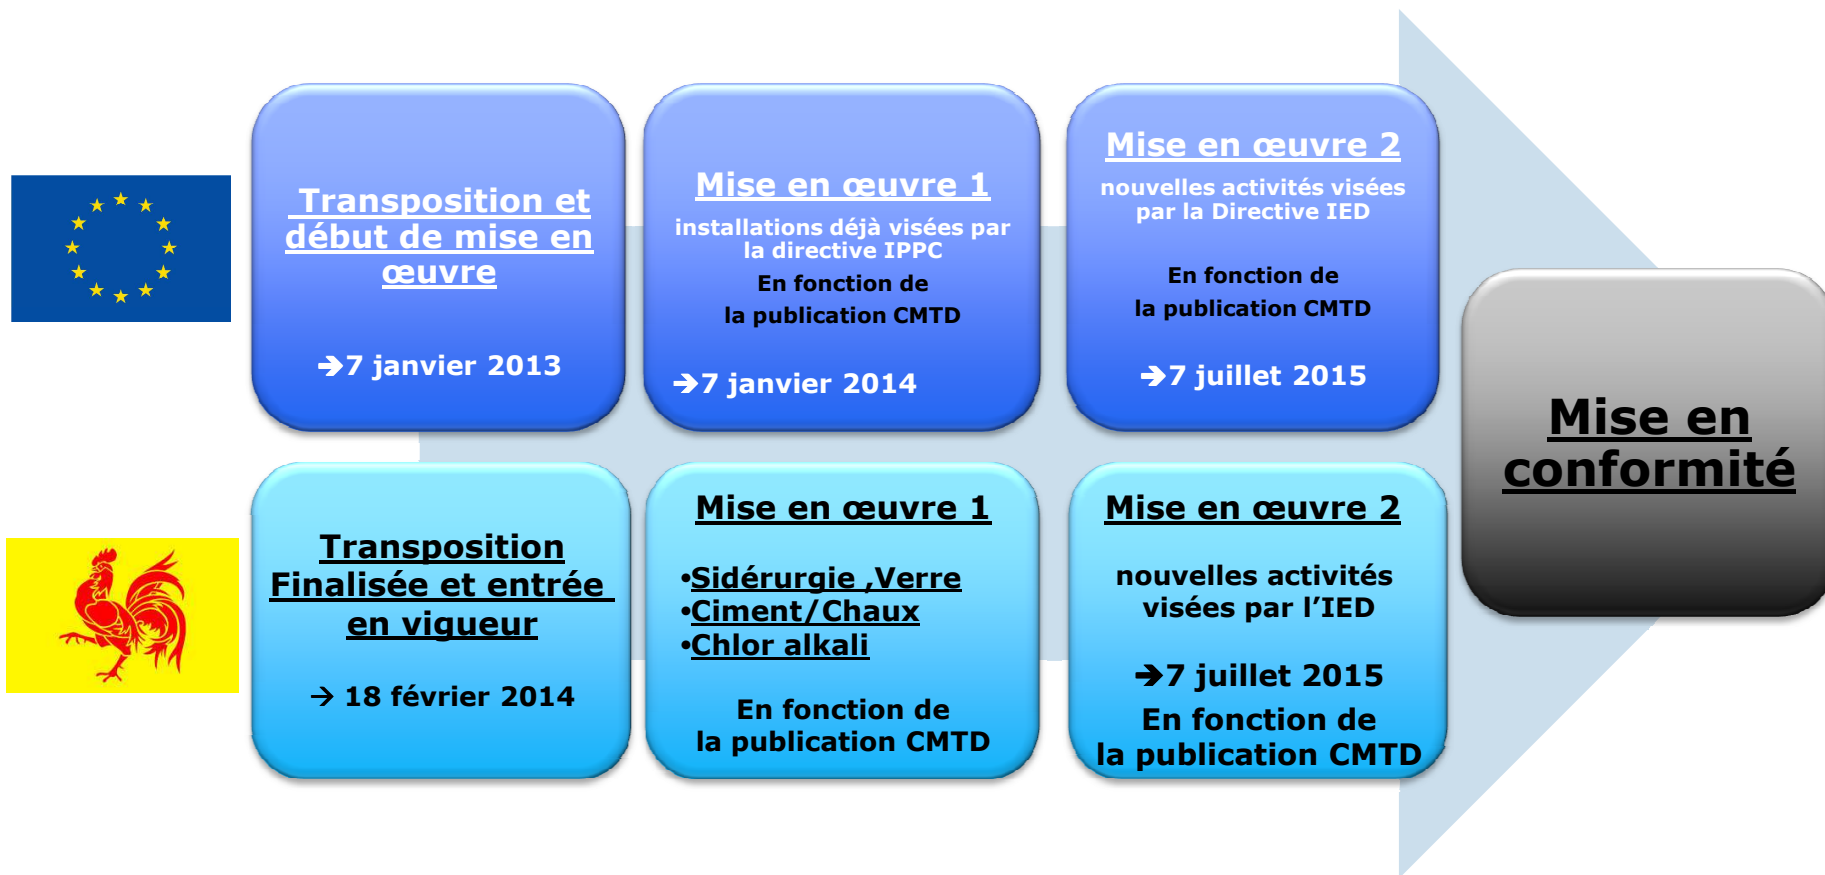 Transposition et
début de mise en
œuvre
➔7 janvier 2013
Mise en œuvre 1
installations déjà visées par
la directive IPPC
En fonction de
la publication CMTD
➔7 janvier 2014
Mise en œuvre 2
nouvelles activités visées
par la Directive IED
En fonction de
la publication CMTD
➔7 juillet 2015
Transposition
Finalisée et entrée
en vigueur
→ 18 février 2014
Mise en œuvre 1
•Sidérurgie ,Verre
•Ciment/Chaux
•Chlor alkali
En fonction de
la publication CMTD
Mise en œuvre 2
nouvelles activités
visées par l’IED
➔7 juillet 2015
En fonction de
la publication CMTD
Mise en
conformité